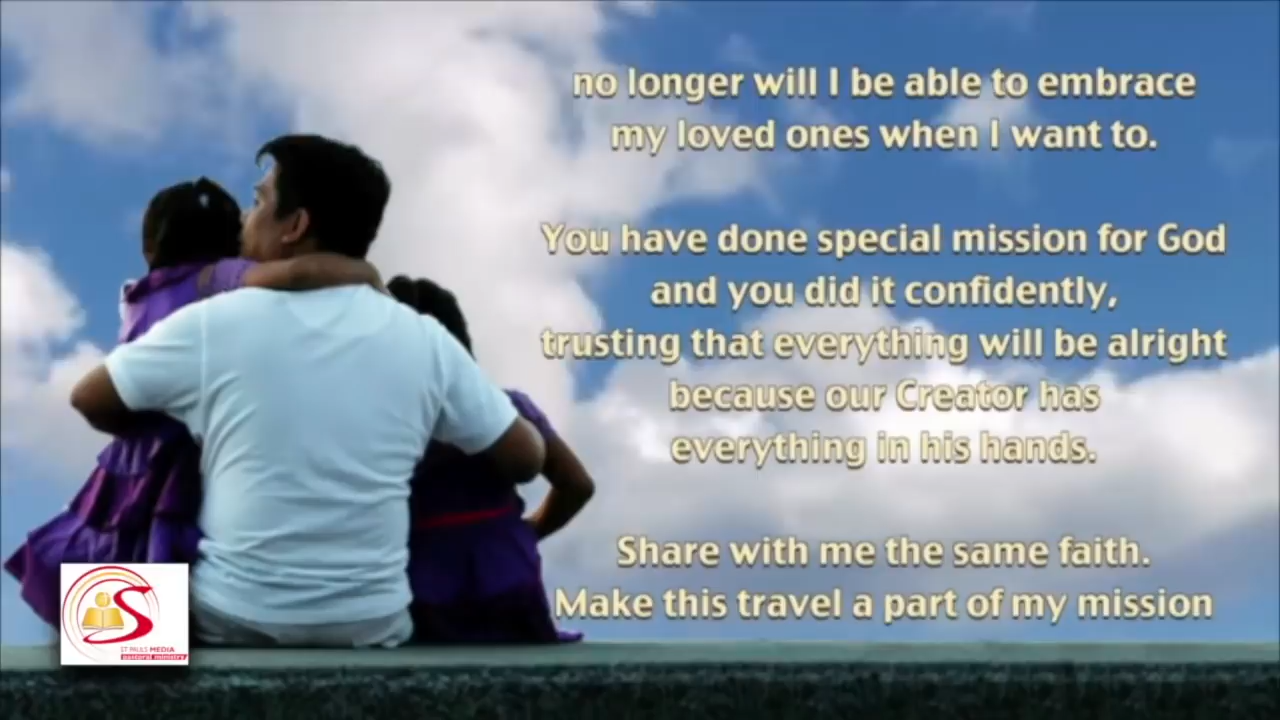 no longer will I be able to embrace
my loved ones when I want to.
You have done special mission for God
and you did it confidently,
trusting that everything will be alright
because our Creator has
everything in his hands.
Share with me the same faith.
Make this travel a part of my mission
S
ST PAULS MEDIA
pastoral ministry